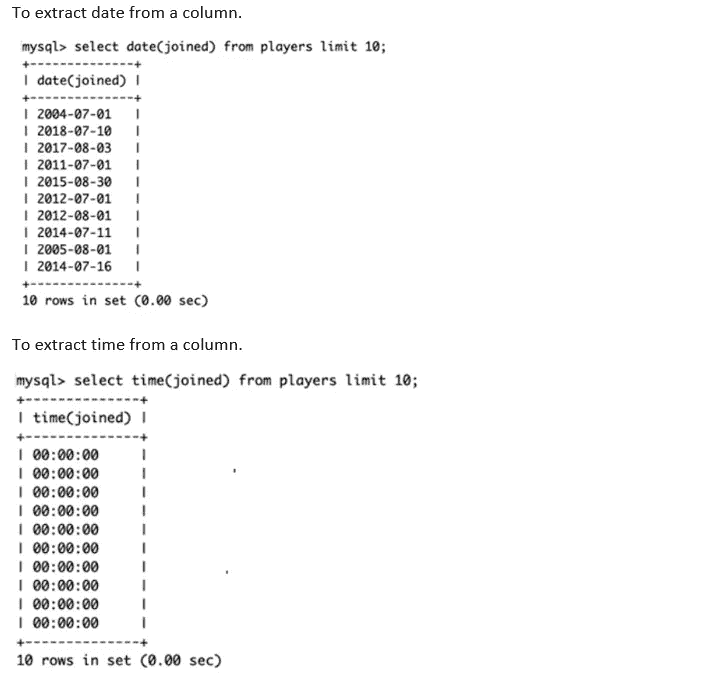 To extract date from a column.
mysql> select date(joined) from players limit 10;
+--------------+
| date(joined) |
+--------------+
| 2004-07-01   |
| 2018-07-10   |
| 2017-08-03   |
| 2011-07-01   |
| 2015-08-30   |
| 2012-07-01   |
| 2012-08-01   |
| 2014-07-11   |
| 2005-08-01   |
| 2014-07-16   |
+--------------+
10 rows in set (0.00 sec)
To extract time from a column.
mysql> select time(joined) from players limit 10;
+--------------+
| time(joined) |
+--------------+
| 00:00:00     |
| 00:00:00     |
| 00:00:00     |
| 00:00:00     |
| 00:00:00     |
| 00:00:00     |
| 00:00:00     |
| 00:00:00     |
| 00:00:00     |
| 00:00:00     |
+--------------+
10 rows in set (0.00 sec)